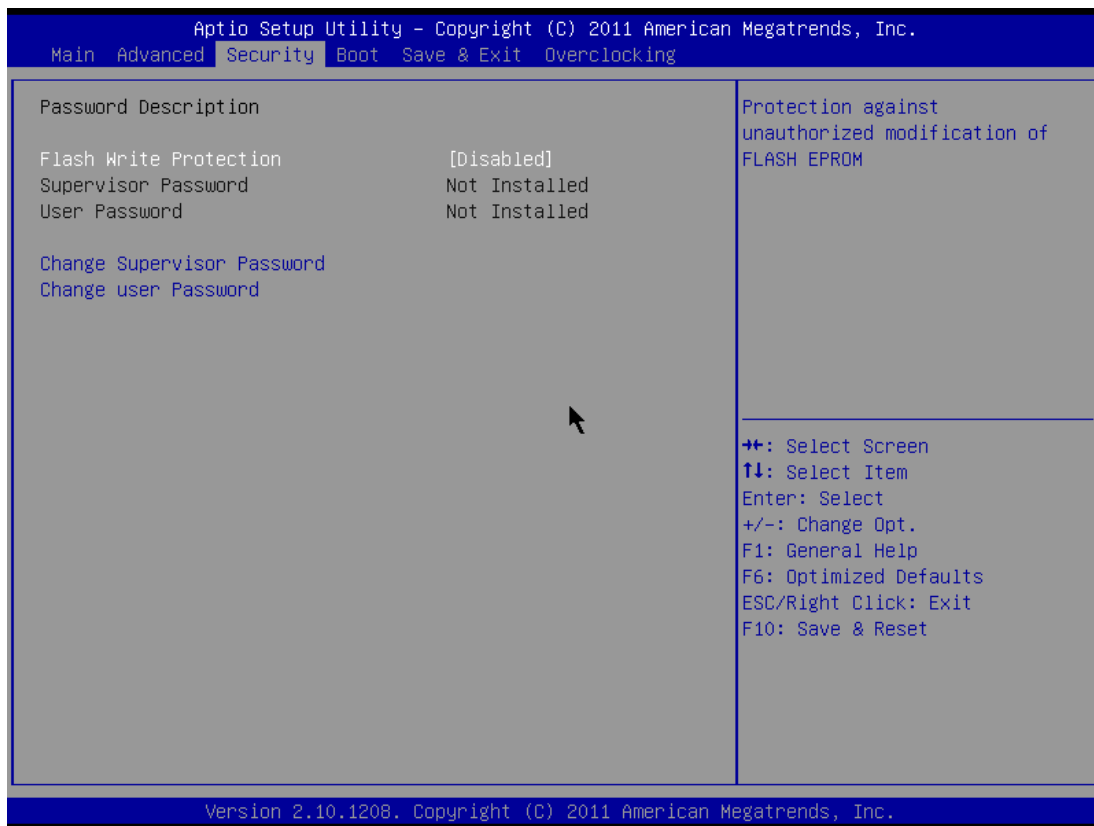 Aptio Setup Utility – Copyright (C) 2011 American Megatrends, Inc.
Main Advanced Security Boot Save & Exit Overclocking
Password Description
Flash Write Protection [Disabled]
Supervisor Password Not Installed
User Password Not Installed
Change Supervisor Password
Change user Password
Protection against
unauthorized modification of
FLASH EPROM
→←: Select Screen
↑↓: Select Item
Enter: Select
+/-: Change Opt.
F1: General Help
F6: Optimized Defaults
ESC/Right Click: Exit
F10: Save & Reset
Version 2.10.1208. Copyright (C) 2011 American Megatrends, Inc.